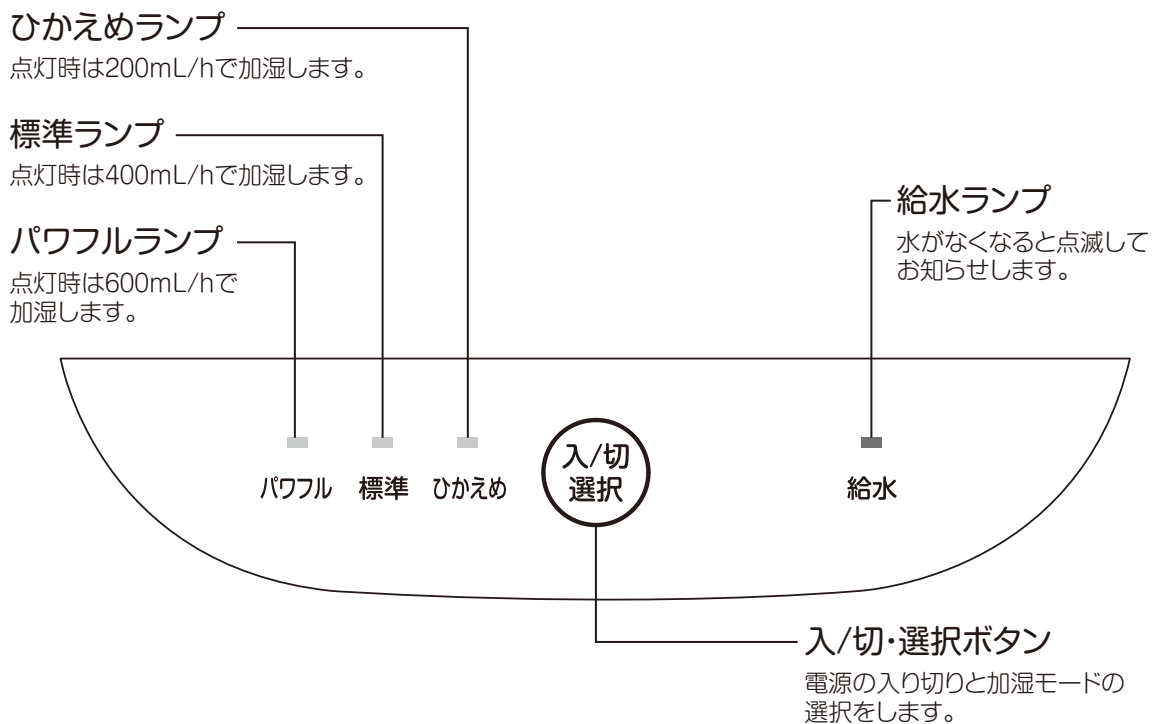 ひかえめランプ
点灯時は200mL/hで加湿します。
標準ランプ
点灯時は400mL/hで加湿します。
パワフルランプ
点灯時は600mL/hで
加湿します。
給水ランプ
水がなくなると点滅して
お知らせします。
パワフル 標準 ひかえめ
入/切
選択
給水
入/切・選択ボタン
電源の入り切りと加湿モードの
選択をします。